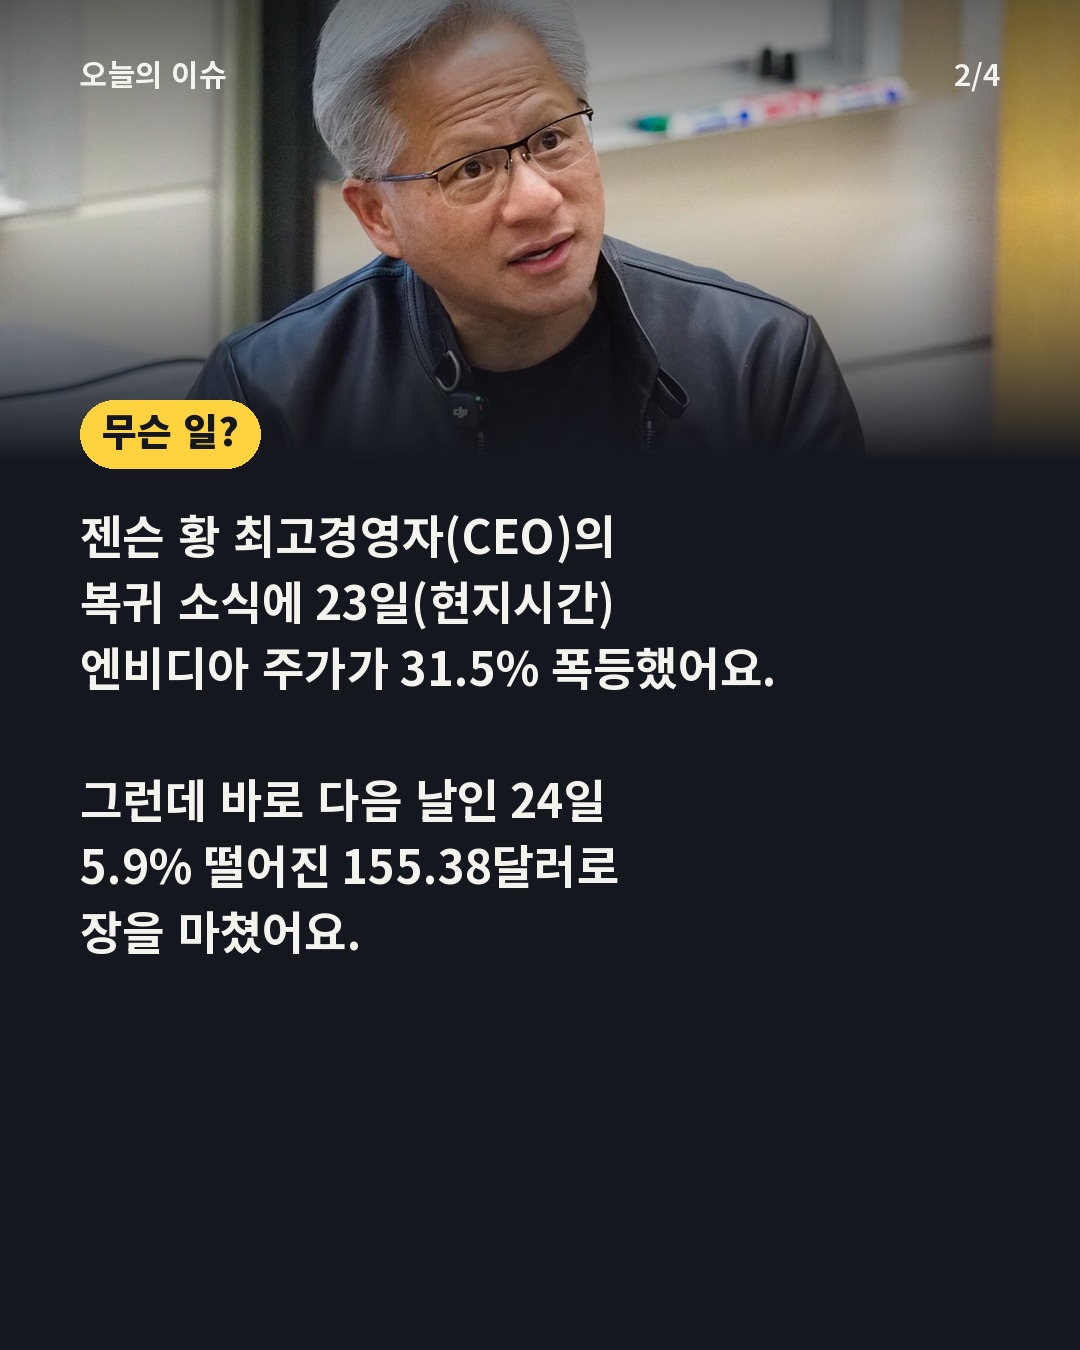 오늘의 이슈
2/4
dji
무슨 일?
젠슨 황 최고경영자(CEO)의
복귀 소식에 23일(현지시간)
엔비디아 주가가 31.5% 폭등했어요.
그런데 바로 다음 날인 24일
5.9% 떨어진 155.38달러로
장을 마쳤어요.